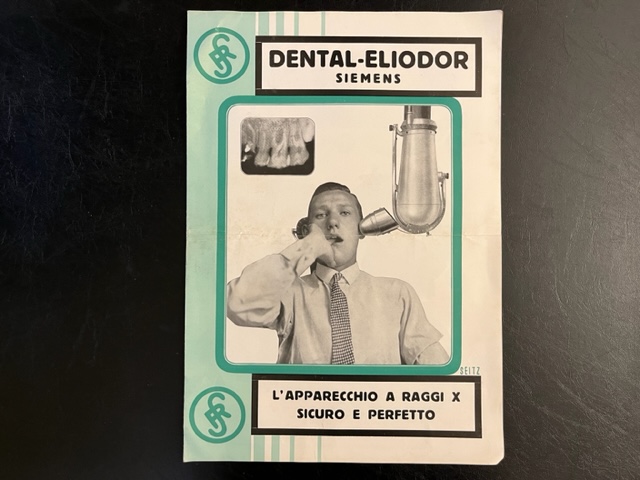 DENTAL-ELIODOR
SIEMENS
SEITZ
L'APPARECCHIO A RAGGI X
SICURO E PERFETTO